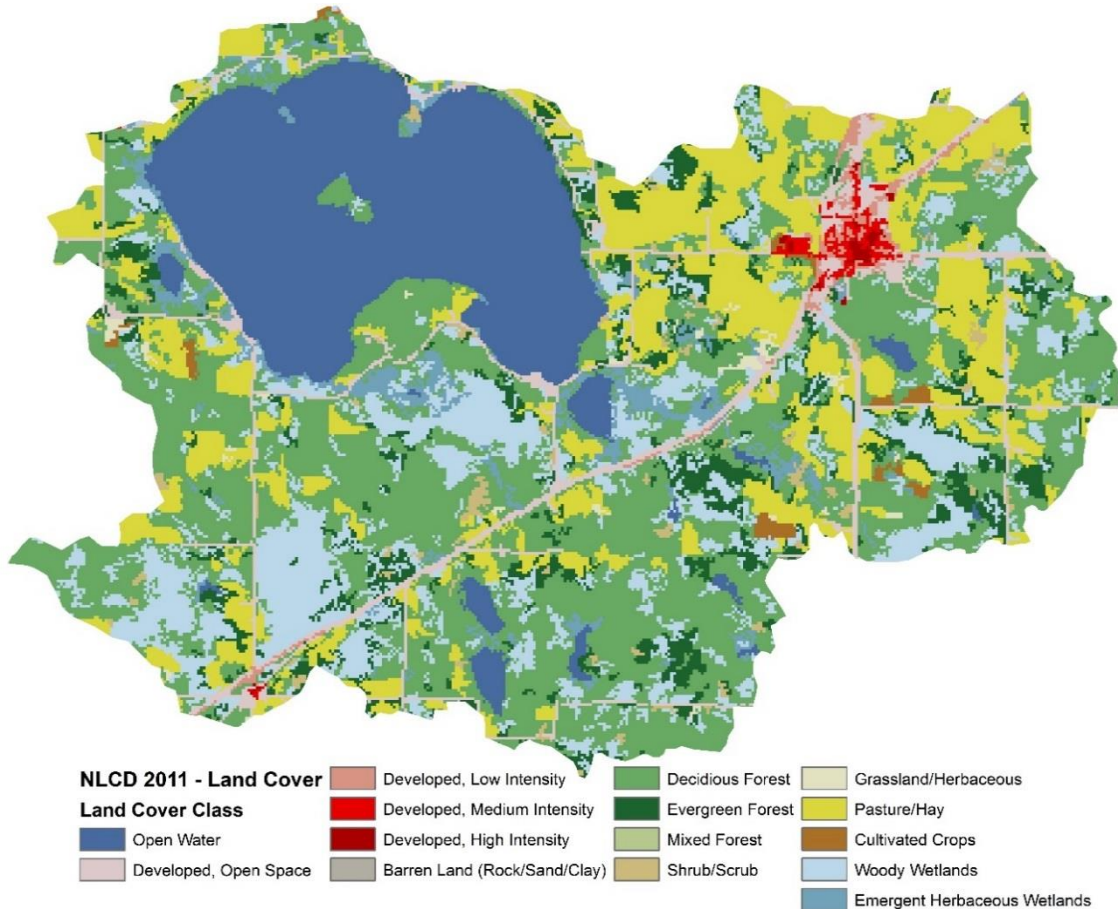 NLCD 2011 - Land Cover
Land Cover Class
Open Water
Developed, Open Space
Developed, Low Intensity
Developed, Medium Intensity
Developed, High Intensity
Barren Land (Rock/Sand/Clay)
Decidious Forest
Evergreen Forest
Mixed Forest
Shrub/Scrub
Grassland/Herbaceous
Pasture/Hay
Cultivated Crops
Woody Wetlands
Emergent Herbaceous Wetlands